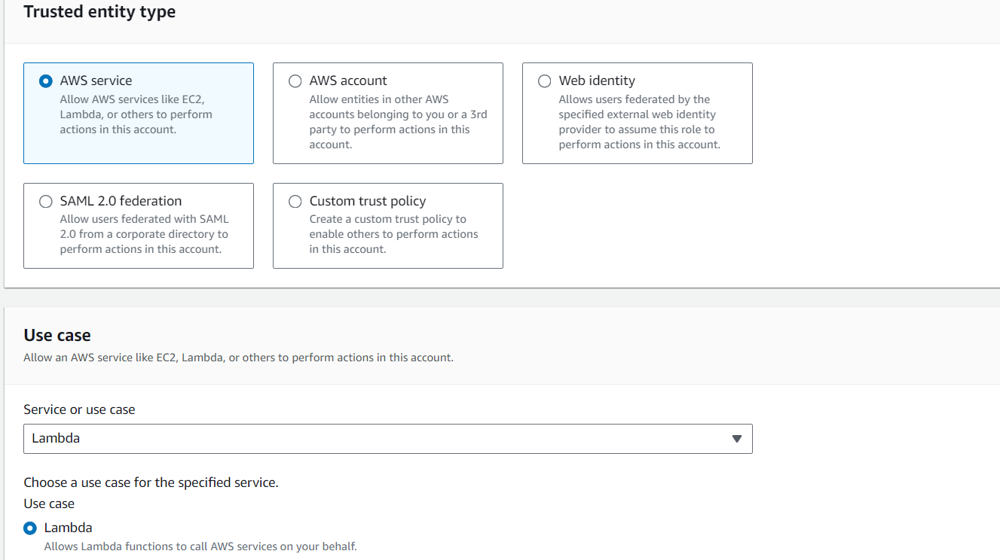 Trusted entity type
AWS service
Allow AWS services like EC2,
Lambda, or others to perform
actions in this account.
AWS account
Allow entities in other AWS
accounts belonging to you or a 3rd
party to perform actions in this
account.
Web identity
Allows users federated by the
specified external web identity
provider to assume this role to
perform actions in this account.
SAML 2.0 federation
Allow users federated with SAML
2.0 from a corporate directory to
perform actions in this account.
Custom trust policy
Create a custom trust policy to
enable others to perform actions
in this account.
Use case
Allow an AWS service like EC2, Lambda, or others to perform actions in this account.
Service or use case
Lambda
Choose a use case for the specified service.
Use case
Lambda
Allows Lambda functions to call AWS services on your behalf.